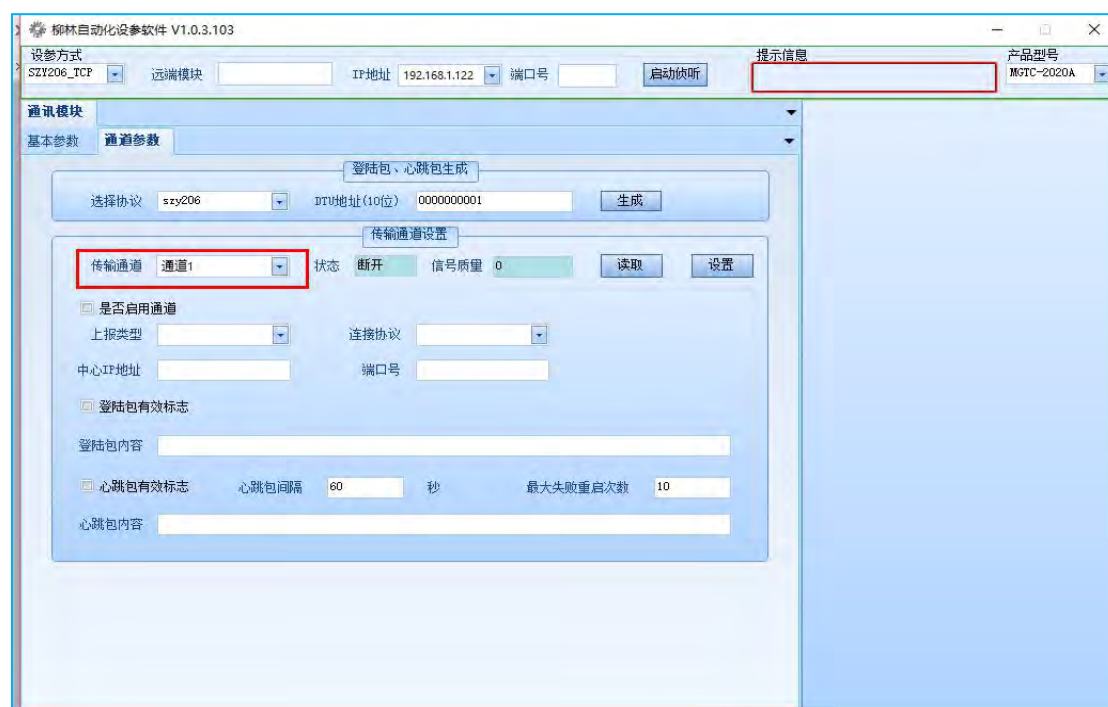 柳林自动化设参软件 V1.0.3.103
设参方式 提示信息 产品型号
SZY206_TCP 远端模块 IP地址 192.168.1.122 端口号 启动侦听 MGTC-2020A
通讯模块
基本参数 通道参数
登陆包、心跳包生成
选择协议 szy206 DTU地址(10位) 0000000001 生成
传输通道设置
传输通道 通道1 状态 断开 信号质量 0 读取 设置
是否启用通道
上报类型 连接协议
中心IP地址 端口号
登陆包有效标志
登陆包内容
心跳包有效标志 心跳包间隔 60 秒 最大失败重启次数 10
心跳包内容